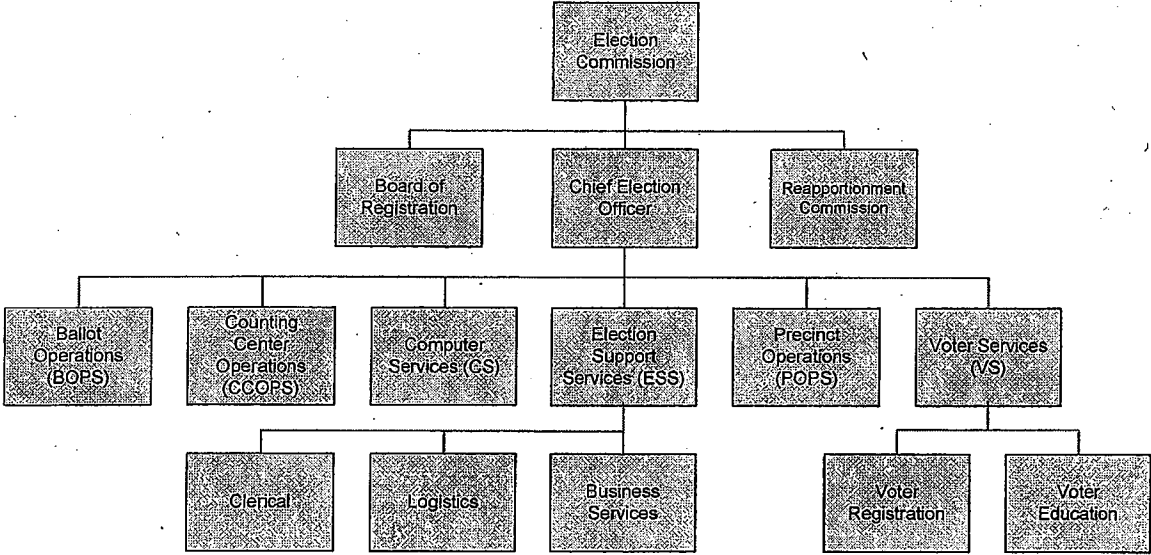 Election
Commission
Board of
Registration
Chief Election
Officer
Reapportionment
Commission
Ballot
Operations
(BOPS)
Counting
Center
Operations
(CCOPS)
Computer
Services (CS)
Election
Support
Services (ESS)
Precinct
Operations
(POPS)
Voter Services
(VS)
Clerical
Logistics
Business
Services
Voter
Registration
Voter
Education